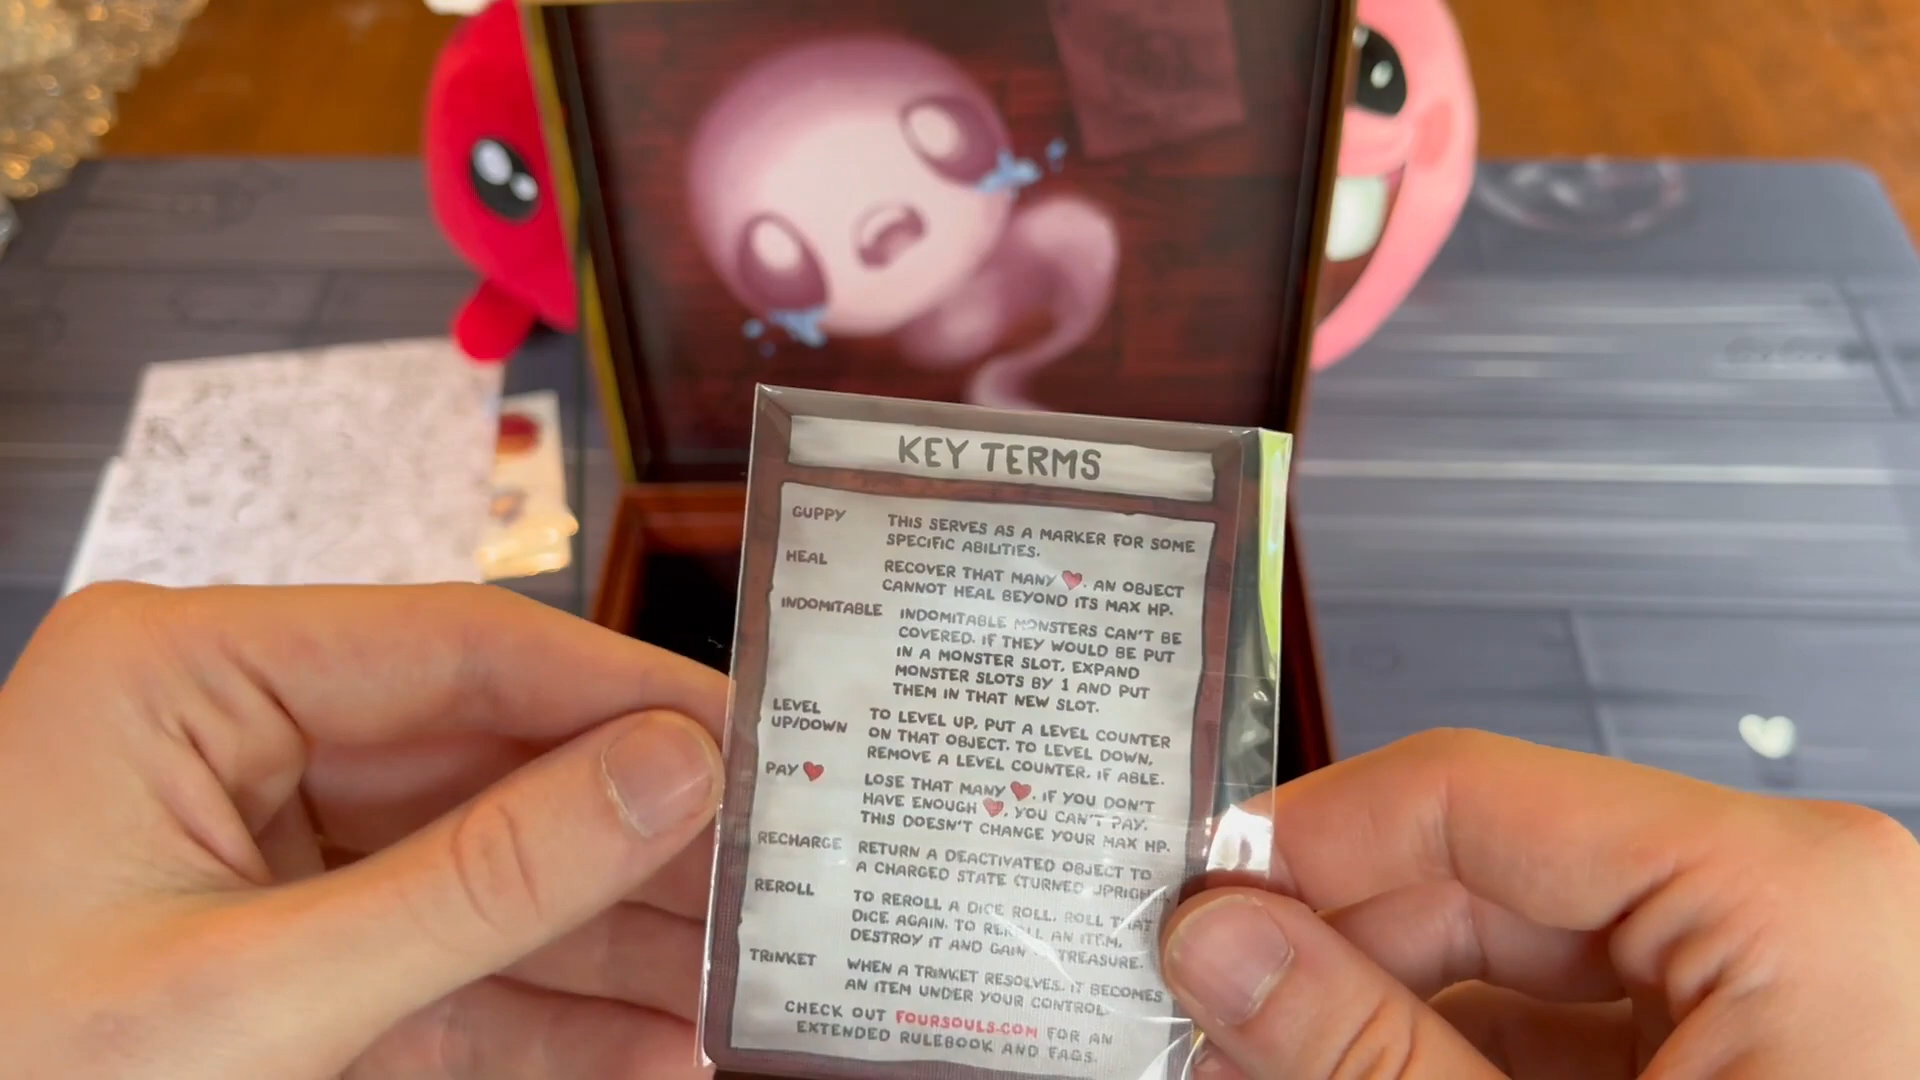 KEY TERMS
GUPPY THIS SERVES AS A MARKER FOR SOME
SPECIFIC ABILITIES.
HEAL RECOVER THAT MANY ❤. AN OBJECT
CANNOT HEAL BEYOND ITS MAX HP.
INDOMITABLE INDOMITABLE MONSTERS CAN'T BE
COVERED. IF THEY WOULD BE PUT
IN A MONSTER SLOT, EXPAND
MONSTER SLOTS BY 1 AND PUT
THEM IN THAT NEW SLOT.
LEVEL TO LEVEL UP, PUT A LEVEL COUNTER
UP/DOWN ON THAT OBJECT. TO LEVEL DOWN,
REMOVE A LEVEL COUNTER, IF ABLE.
PAY ❤ LOSE THAT MANY ❤. IF YOU DON'T
HAVE ENOUGH ❤, YOU CAN'T PAY.
THIS DOESN'T CHANGE YOUR MAX HP.
RECHARGE RETURN A DEACTIVATED OBJECT TO
A CHARGED STATE (TURNED UPRIGHT
REROLL TO REROLL A DICE ROLL, ROLL THAT
DICE AGAIN. TO REROLL AN ITEM,
DESTROY IT AND GAIN TREASURE.
TRINKET WHEN A TRINKET RESOLVES, IT BECOMES
AN ITEM UNDER YOUR CONTROL.
CHECK OUT FOURSOULS.COM FOR AN
EXTENDED RULEBOOK AND FAQS.